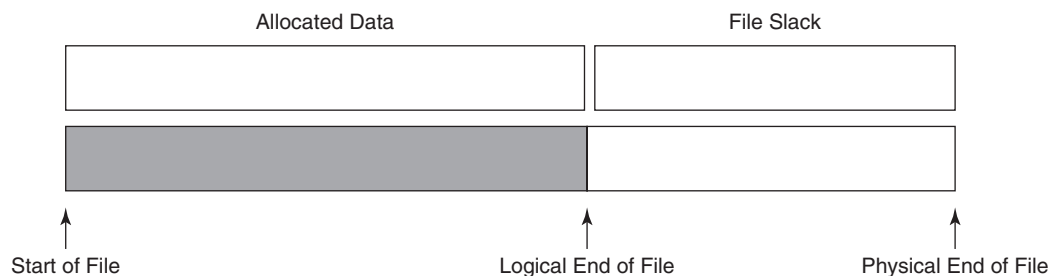 Allocated Data
File Slack
Start of File
Logical End of File
Physical End of File